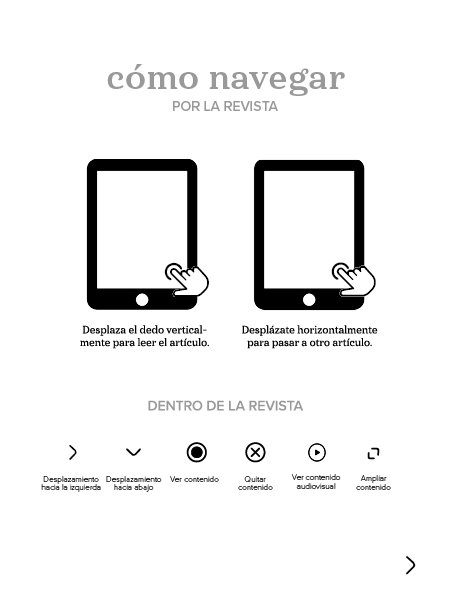 cómo navegar
POR LA REVISTA
Desplaza el dedo vertical-
mente para leer el artículo.
Desplázate horizontalmente
para pasar a otro artículo.
DENTRO DE LA REVISTA
Desplazamiento
hacia la izquierda
Desplazamiento
hacia abajo
Ver contenido
Quitar
contenido
Ver contenido
audiovisual
Ampliar
contenido